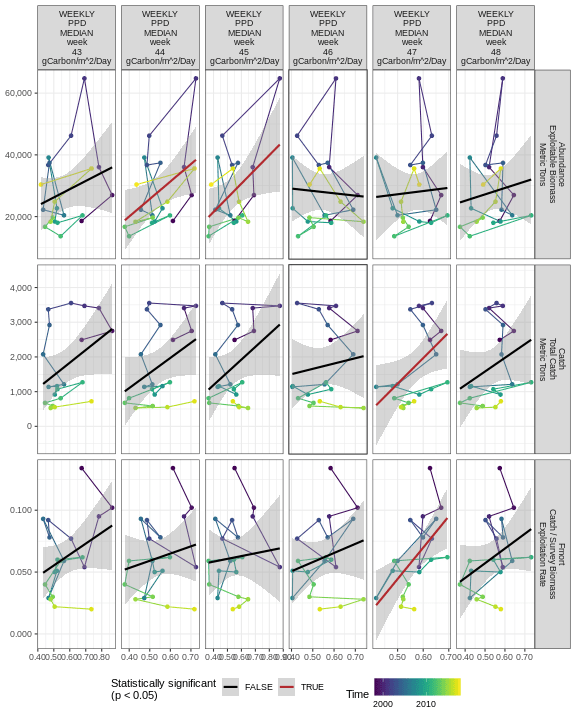 WEEKLY
PPD
MEDIAN
week
43
gCarbon/m^2/Day
WEEKLY
PPD
MEDIAN
week
44
gCarbon/m^2/Day
WEEKLY
PPD
MEDIAN
week
45
gCarbon/m^2/Day
WEEKLY
PPD
MEDIAN
week
46
gCarbon/m^2/Day
WEEKLY
PPD
MEDIAN
week
47
gCarbon/m^2/Day
WEEKLY
PPD
MEDIAN
week
48
gCarbon/m^2/Day
60,000
40,000
20,000
Abundance
Exploitable Biomass
Metric Tons
4,000
3,000
2,000
1,000
0
Catch
Total Catch
Metric Tons
0.100
0.050
0.000
Fmort
Catch / Survey Biomass
Exploitation Rate
0.40 0.50 0.60 0.70 0.80
0.40 0.50 0.60 0.70
0.40 0.50 0.60 0.70 0.80
0.50 0.60 0.70
0.50 0.60 0.70
0.40 0.50 0.60 0.70
Statistically significant
(p < 0.05)
FALSE
TRUE
Time
2000 2010